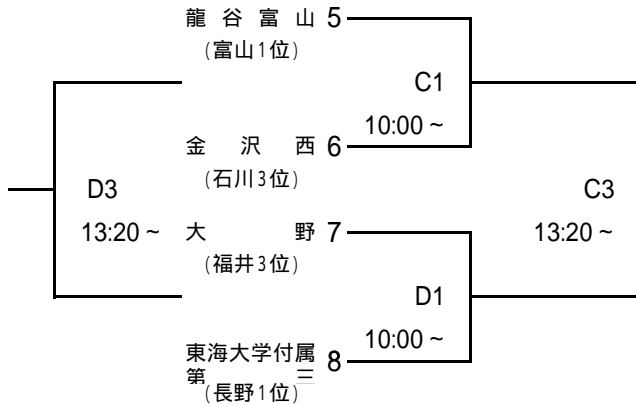 龍谷富山 5
(富山1位)
C1
10:00 ~
金沢西 6
(石川3位)
D3
13:20 ~
C3
13:20 ~
大野 7
(福井3位)
D1
10:00 ~
東海大学付属
第三 8
(長野1位)